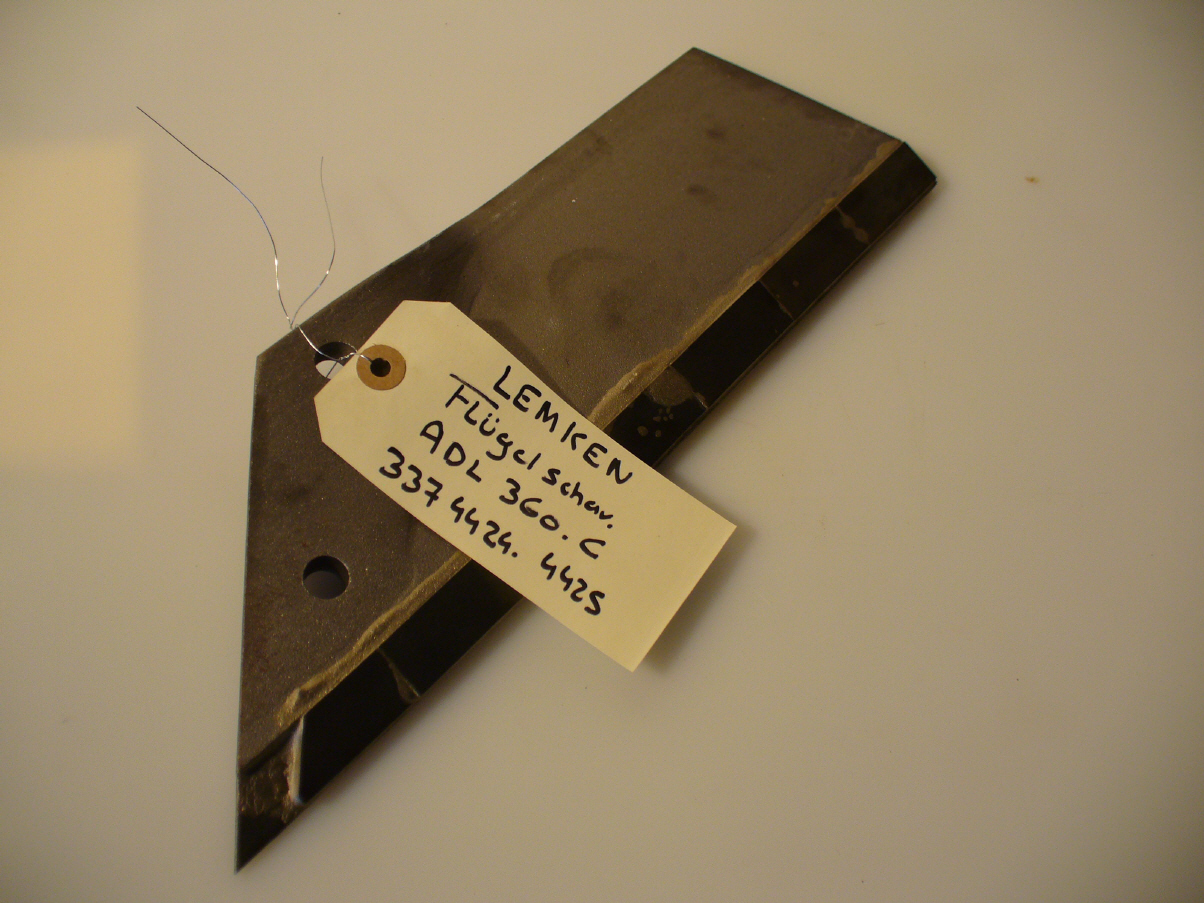 LEMKEN
Flügelschar.
ADL 360.C
337 4424. 4425